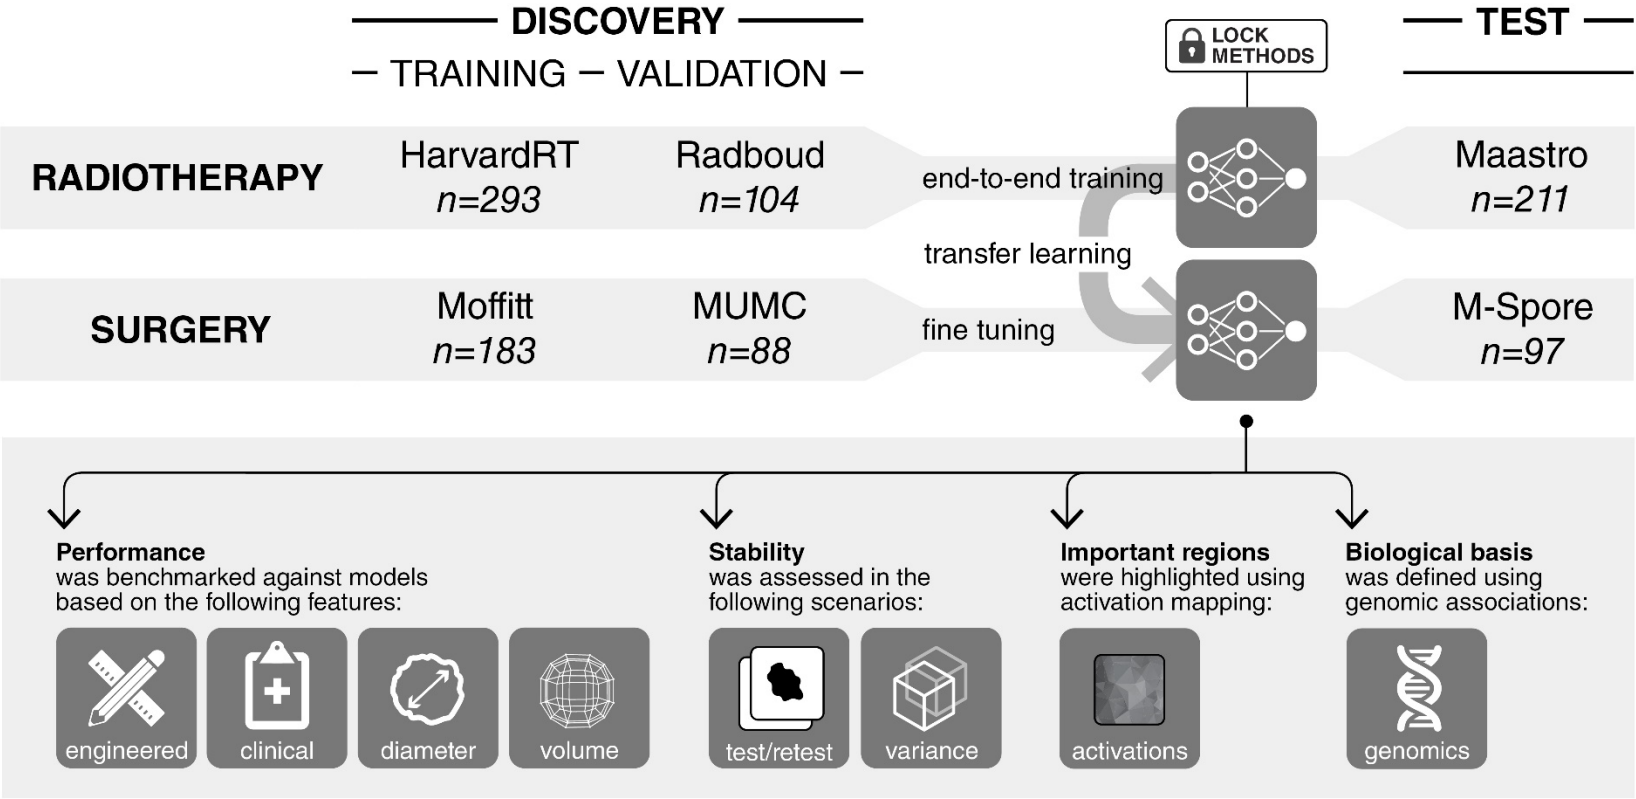 DISCOVERY
TEST
LOCK
METHODS
TRAINING
VALIDATION
RADIOTHERAPY
HarvardRT
n=293
Radboud
n=104
end-to-end training
Maastro
n=211
transfer learning
SURGERY
Moffitt
n=183
MUMC
n=88
fine tuning
M-Spore
n=97
Performance
was benchmarked against models
based on the following features:
engineered
clinical
diameter
volume
Stability
was assessed in the
following scenarios:
test/retest
variance
Important regions
were highlighted using
activation mapping:
activations
Biological basis
was defined using
genomic associations:
genomics